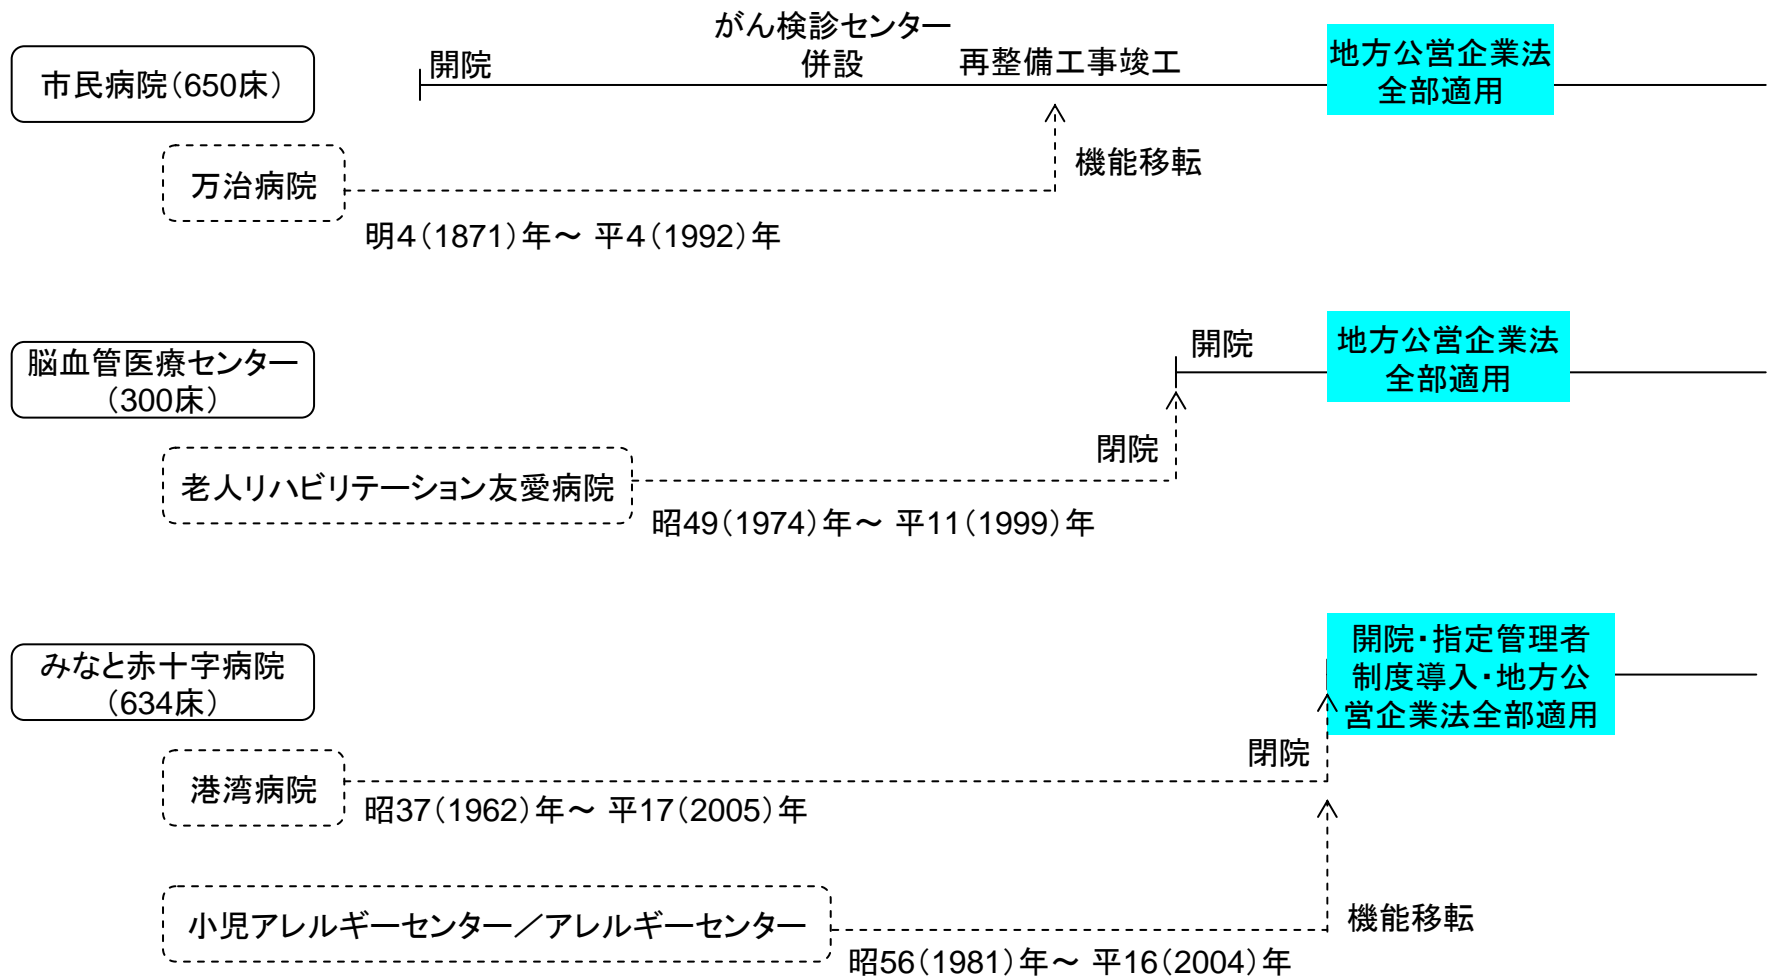 がん検診センター
併設
開院
再整備工事竣工
市民病院(650床)
地方公営企業法
全部適用
万治病院
機能移転
明4(1871)年～ 平4(1992)年
脳血管医療センター
(300床)
開院
地方公営企業法
全部適用
閉院
老人リハビリテーション友愛病院
昭49(1974)年～ 平11(1999)年
みなと赤十字病院
(634床)
開院・指定管理者
制度導入・地方公
営企業法全部適用
閉院
港湾病院
昭37(1962)年～ 平17(2005)年
小児アレルギーセンター／アレルギーセンター
機能移転
昭56(1981)年～ 平16(2004)年